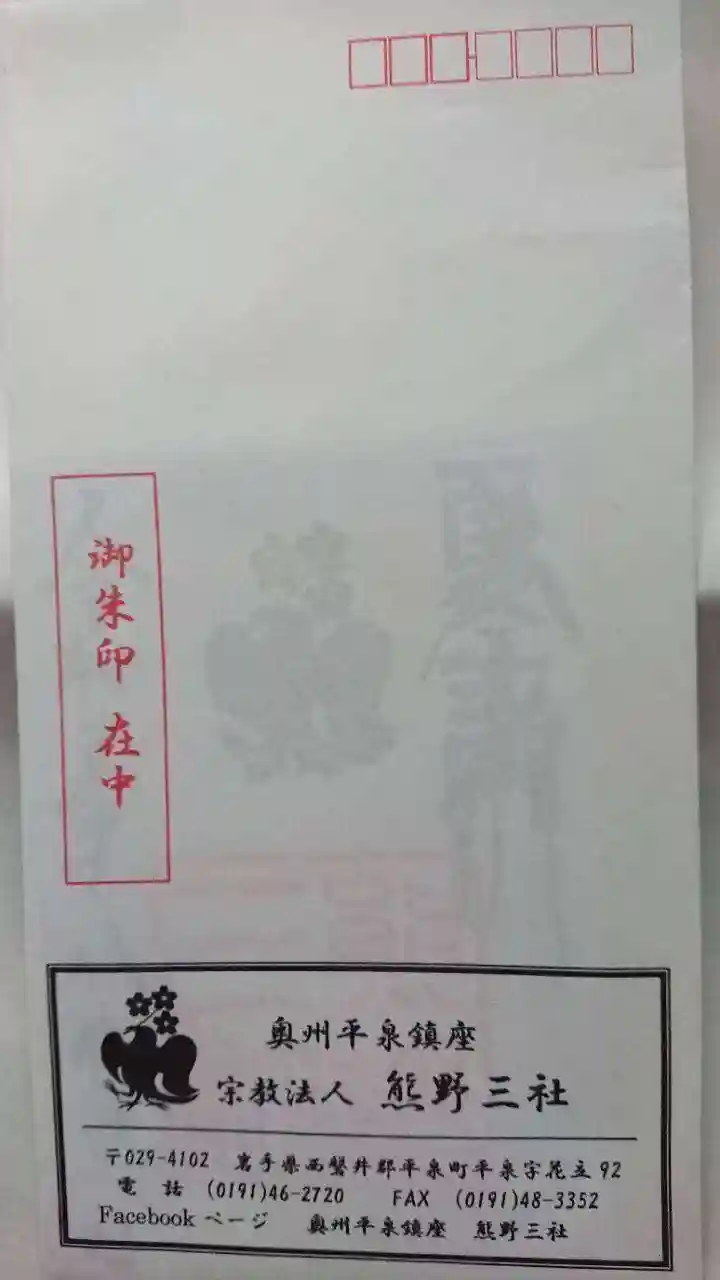 御朱印 在中
奥州平泉鎮座
宗教法人 熊野三社
〒029-4102 岩手県西磐井郡平泉町平泉字花立92
電 話 (0191)46-2720 FAX (0191)48-3352
Facebookページ 奥州平泉鎮座 熊野三社